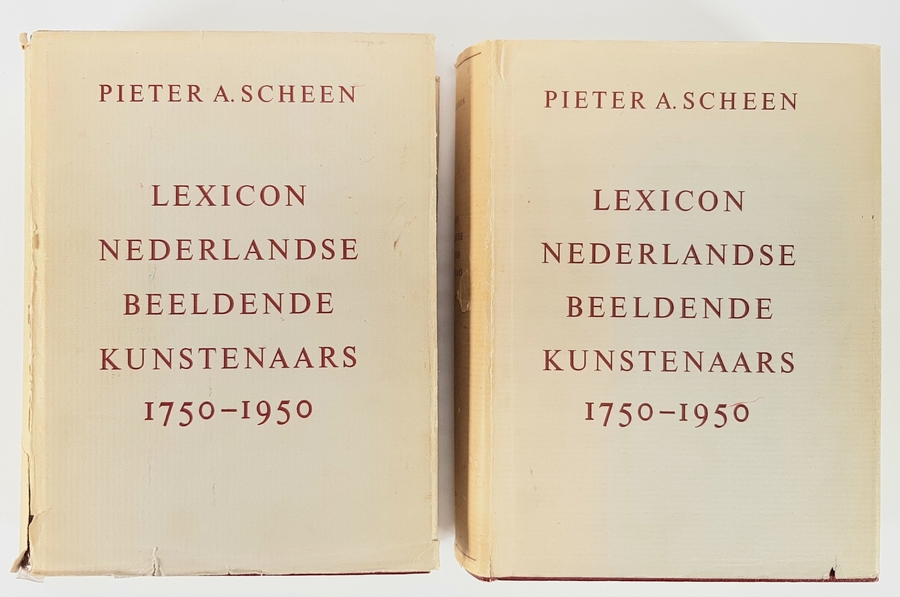 PIETER A. SCHEEN
LEXICON
NEDERLANDSE
BEELDENDE
KUNSTENAARS
1750–1950
PIETER A. SCHEEN
LEXICON
NEDERLANDSE
BEELDENDE
KUNSTENAARS
1750–1950